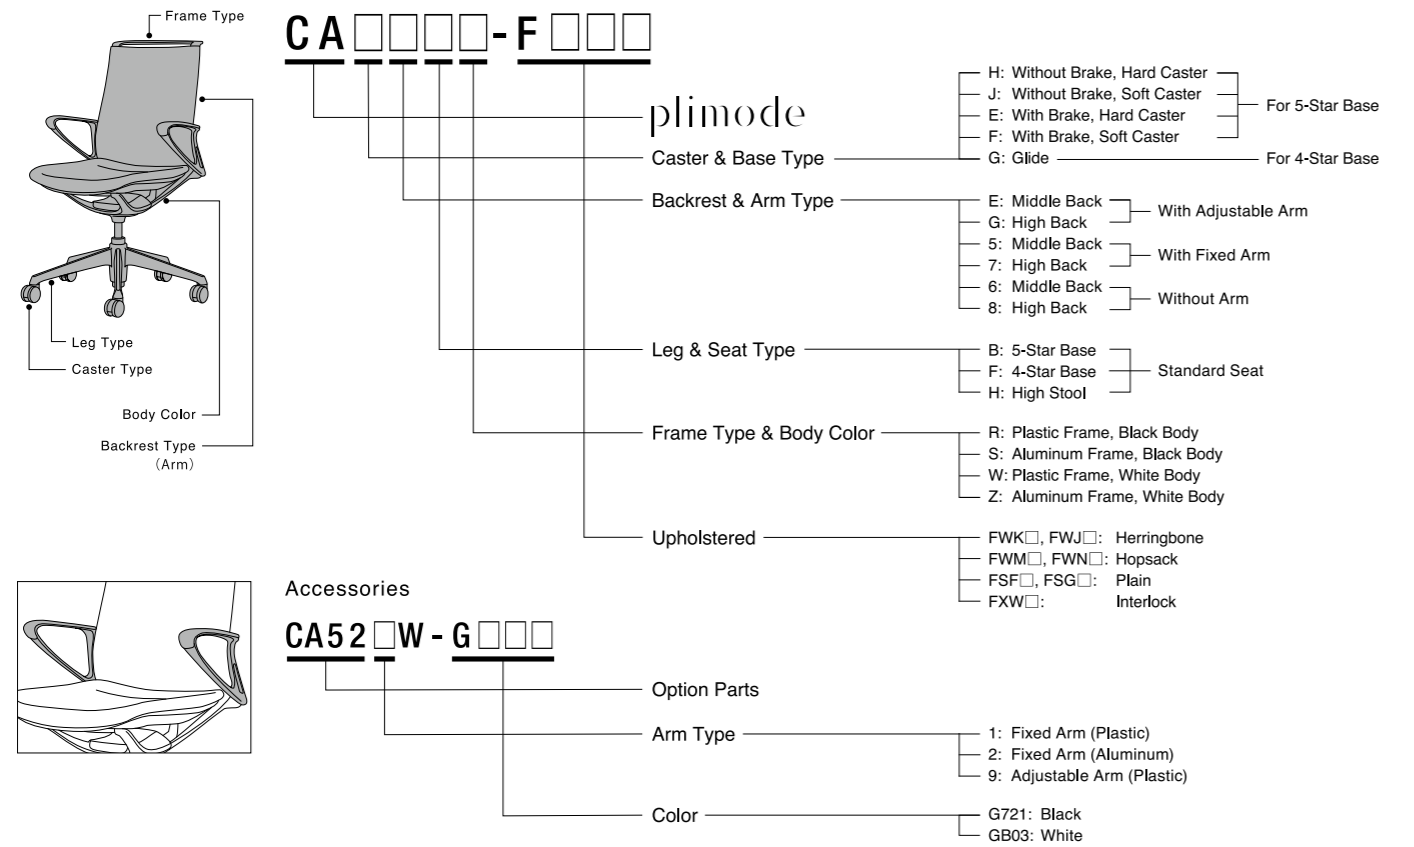 Frame Type
Leg Type
Caster Type
Body Color
Backrest Type
(Arm)
CA□□□□-F□□□
plimode
Caster & Base Type
H: Without Brake, Hard Caster
J: Without Brake, Soft Caster
E: With Brake, Hard Caster
F: With Brake, Soft Caster
For 5-Star Base
G: Glide
For 4-Star Base
Backrest & Arm Type
E: Middle Back
G: High Back
With Adjustable Arm
5: Middle Back
7: High Back
With Fixed Arm
6: Middle Back
8: High Back
Without Arm
Leg & Seat Type
B: 5-Star Base
F: 4-Star Base
H: High Stool
Standard Seat
Frame Type & Body Color
R: Plastic Frame, Black Body
S: Aluminum Frame, Black Body
W: Plastic Frame, White Body
Z: Aluminum Frame, White Body
Upholstered
FWK□, FWJ□: Herringbone
FWM□, FWN□: Hopsack
FSF□, FSG□: Plain
FXW□: Interlock
Accessories
CA52□W-G□□□
Option Parts
Arm Type
1: Fixed Arm (Plastic)
2: Fixed Arm (Aluminum)
9: Adjustable Arm (Plastic)
Color
G721: Black
GB03: White